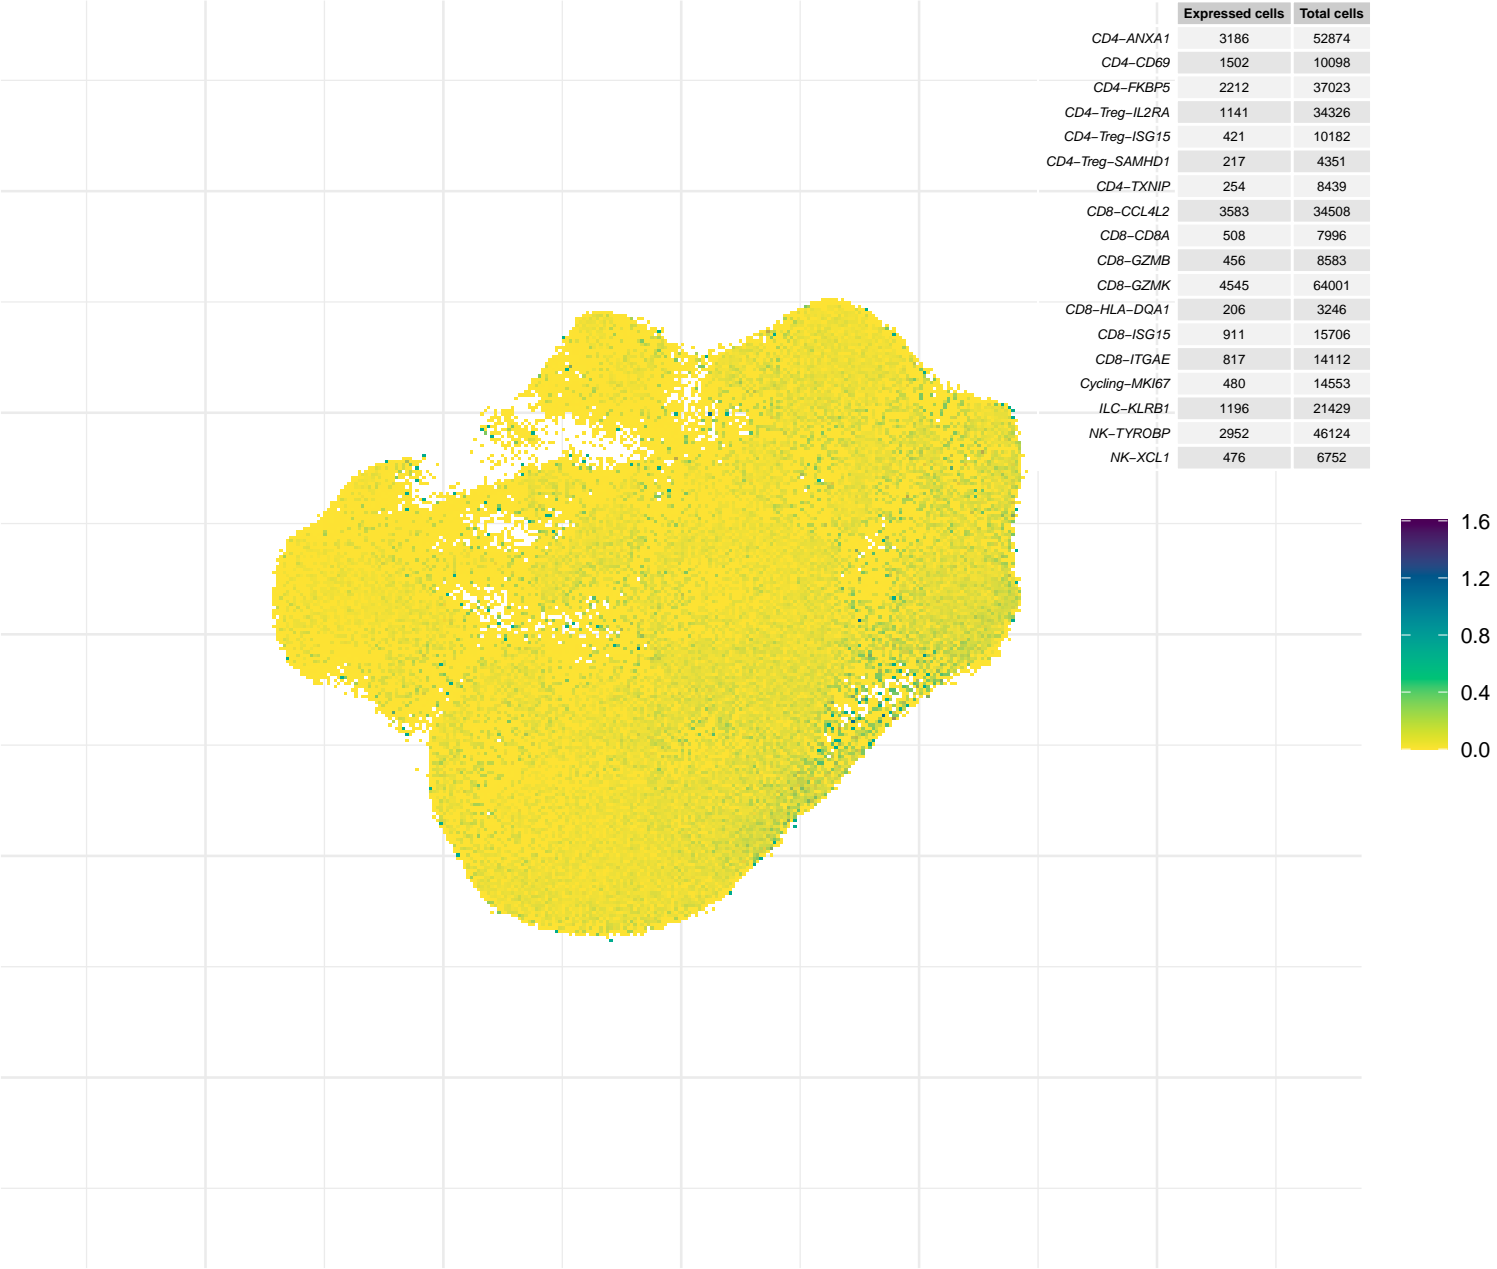 Expressed cells Total cells
CD4−ANXA1 3186 52874
CD4−CD69 1502 10098
CD4−FKBP5 2212 37023
CD4−Treg−IL2RA 1141 34326
CD4−Treg−ISG15 421 10182
CD4−Treg−SAMHD1 217 4351
CD4−TXNIP 254 8439
CD8−CCL4L2 3583 34508
CD8−CD8A 508 7996
CD8−GZMB 456 8583
CD8−GZMK 4545 64001
CD8−HLA−DQA1 206 3246
CD8−ISG15 911 15706
CD8−ITGAE 817 14112
Cycling−MKI67 480 14553
ILC−KLRB1 1196 21429
NK−TYROBP 2952 46124
NK−XCL1 476 6752
1.6
1.2
0.8
0.4
0.0